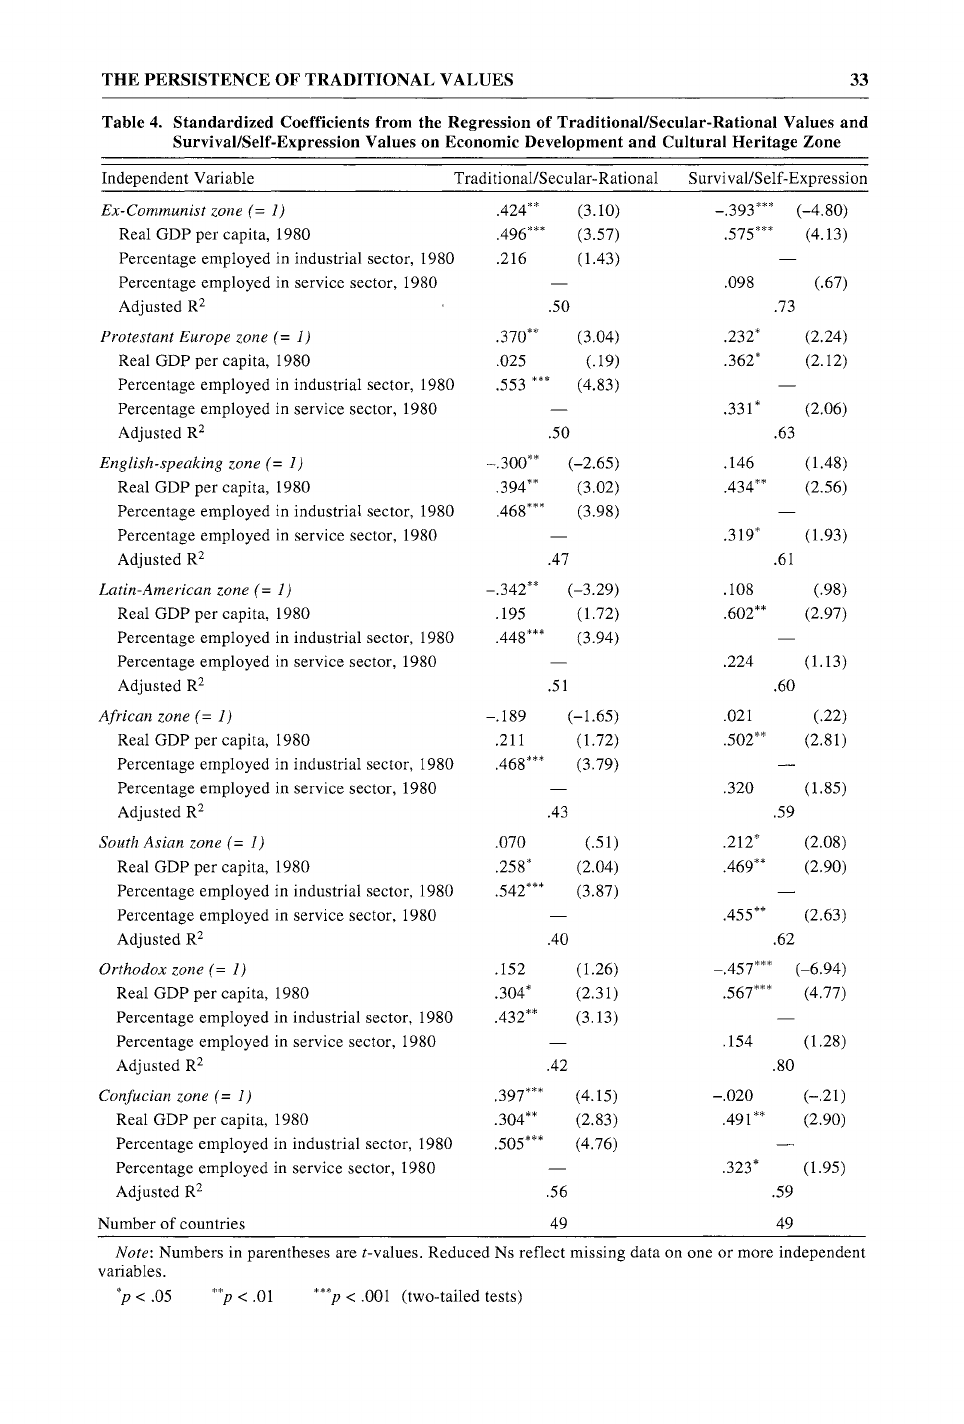 THE PERSISTENCE OF TRADITIONAL VALUES 33
Table 4. Standardized Coefficients from the Regression of Traditional/Secular-Rational Values and
Survival/Self-Expression Values on Economic Development and Cultural Heritage Zone
Independent Variable Traditional/Secular-Rational Survival/Self-Expression
Ex-Communist zone (= 1) .424** (3.10) –.393*** (–4.80)
Real GDP per capita, 1980 .496*** (3.57) .575*** (4.13)
Percentage employed in industrial sector, 1980 .216 (1.43) —
Percentage employed in service sector, 1980 — .098 (.67)
Adjusted R² .50 .73
Protestant Europe zone (= 1) .370** (3.04) .232* (2.24)
Real GDP per capita, 1980 .025 (.19) .362* (2.12)
Percentage employed in industrial sector, 1980 .553 *** (4.83) —
Percentage employed in service sector, 1980 — .331* (2.06)
Adjusted R² .50 .63
English-speaking zone (= 1) –.300** (–2.65) .146 (1.48)
Real GDP per capita, 1980 .394** (3.02) .434** (2.56)
Percentage employed in industrial sector, 1980 .468*** (3.98) —
Percentage employed in service sector, 1980 — .319* (1.93)
Adjusted R² .47 .61
Latin-American zone (= 1) –.342** (–3.29) .108 (.98)
Real GDP per capita, 1980 .195 (1.72) .602** (2.97)
Percentage employed in industrial sector, 1980 .448*** (3.94) —
Percentage employed in service sector, 1980 — .224 (1.13)
Adjusted R² .51 .60
African zone (= 1) –.189 (–1.65) .021 (.22)
Real GDP per capita, 1980 .211 (1.72) .502** (2.81)
Percentage employed in industrial sector, 1980 .468*** (3.79) —
Percentage employed in service sector, 1980 — .320 (1.85)
Adjusted R² .43 .59
South Asian zone (= 1) .070 (.51) .212* (2.08)
Real GDP per capita, 1980 .258* (2.04) .469** (2.90)
Percentage employed in industrial sector, 1980 .542*** (3.87) —
Percentage employed in service sector, 1980 — .455** (2.63)
Adjusted R² .40 .62
Orthodox zone (= 1) .152 (1.26) –.457*** (–6.94)
Real GDP per capita, 1980 .304* (2.31) .567*** (4.77)
Percentage employed in industrial sector, 1980 .432** (3.13) —
Percentage employed in service sector, 1980 — .154 (1.28)
Adjusted R² .42 .80
Confucian zone (= 1) .397*** (4.15) –.020 (–.21)
Real GDP per capita, 1980 .304** (2.83) .491** (2.90)
Percentage employed in industrial sector, 1980 .505*** (4.76) —
Percentage employed in service sector, 1980 — .323* (1.95)
Adjusted R² .56 .59
Number of countries 49 49
Note: Numbers in parentheses are t-values. Reduced Ns reflect missing data on one or more independent
variables.
*p < .05 **p < .01 ***p < .001 (two-tailed tests)